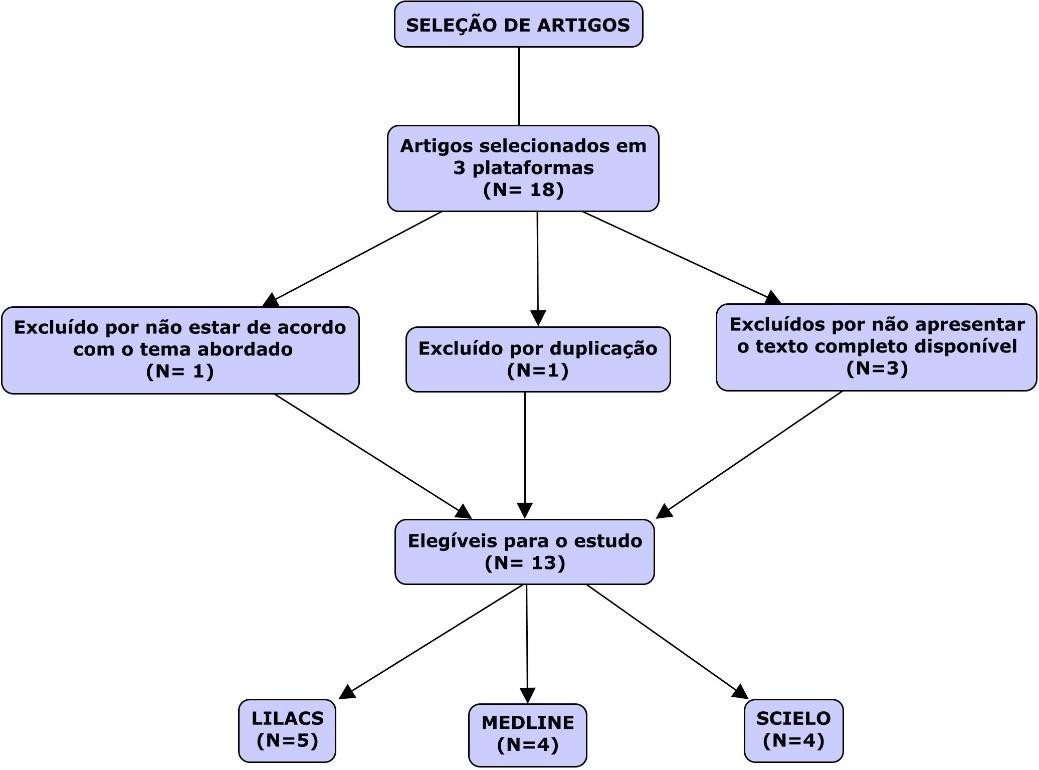 SELEÇÃO DE ARTIGOS
Artigos selecionados em
3 plataformas
(N= 18)
Excluído por não estar de acordo
com o tema abordado
(N= 1)
Excluído por duplicação
(N=1)
Excluídos por não apresentar
o texto completo disponível
(N=3)
Elegíveis para o estudo
(N= 13)
LILACS
(N=5)
MEDLINE
(N=4)
SCIELO
(N=4)